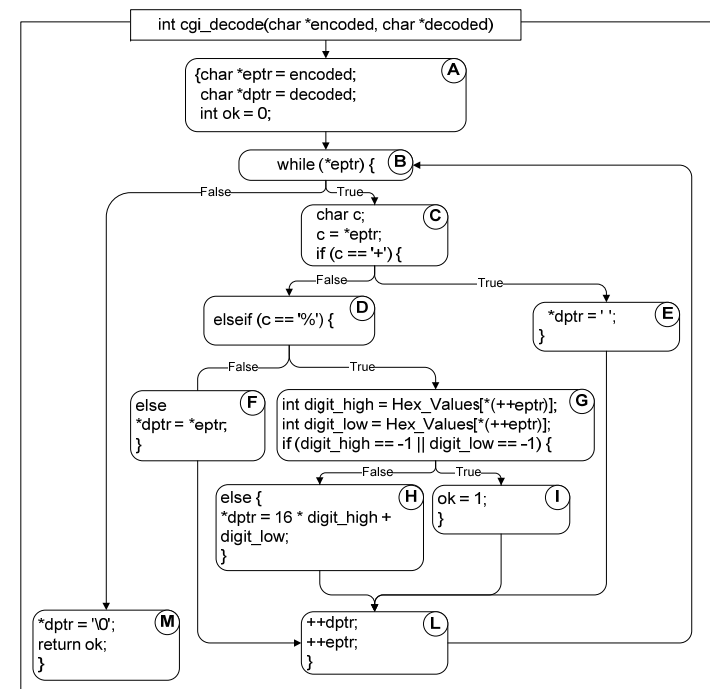 int cgi_decode(char *encoded, char *decoded)
A
{char *eptr = encoded;
char *dptr = decoded;
int ok = 0;
while (*eptr) {
B
False
True
char c;
C
c = *eptr;
if (c == '+') {
False
True
elseif (c == '%') {
D
*dptr = ' ';
E
}
False
True
else
F
*dptr = *eptr;
}
int digit_high = Hex_Values[*(++eptr)];
G
int digit_low = Hex_Values[*(++eptr)];
if (digit_high == -1 || digit_low == -1) {
False
True
else {
H
*dptr = 16 * digit_high +
digit_low;
}
ok = 1;
I
}
*dptr = '\0';
M
return ok;
}
++dptr;
L
++eptr;
}